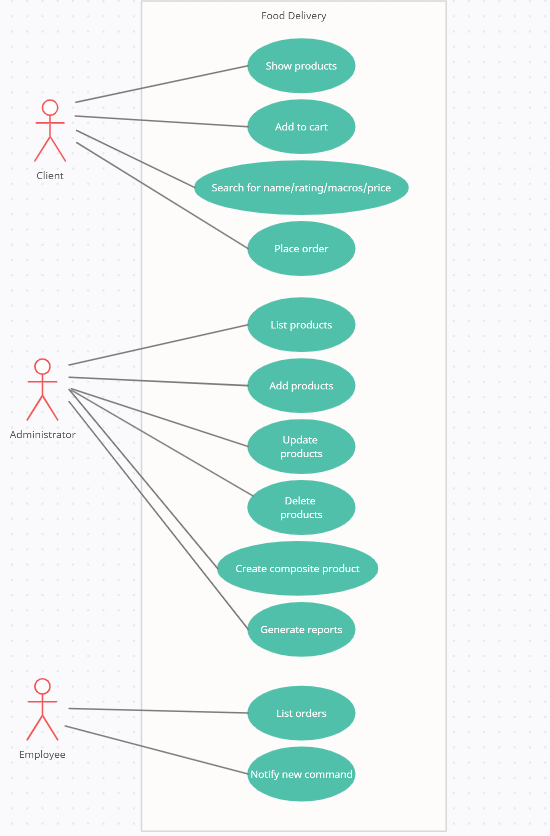 Food Delivery
Show products
Add to cart
Search for name/rating/macros/price
Client
Place order
List products
Add products
Administrator
Update
products
Delete
products
Create composite product
Generate reports
List orders
Employee
Notify new command